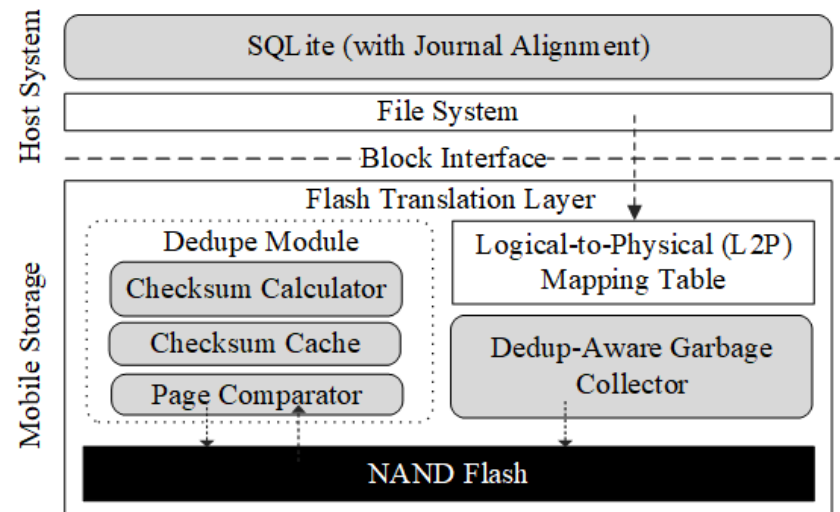 Host System
SQLite (with Journal Alignment)
File System
Block Interface
Mobile Storage
Flash Translation Layer
Dedupe Module
Checksum Calculator
Checksum Cache
Page Comparator
Logical-to-Physical (L2P)
Mapping Table
Dedup-Aware Garbage
Collector
NAND Flash